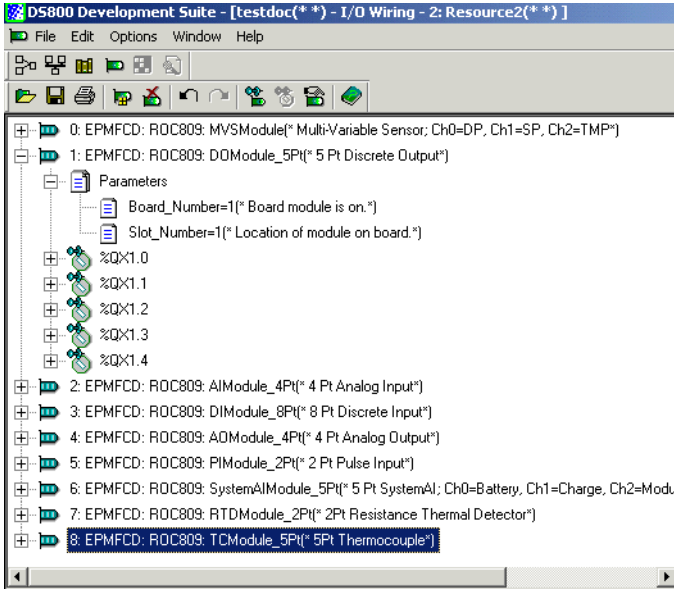 DS800 Development Suite - [testdoc(* *) - I/O Wiring - 2: Resource2(* *) ]
File Edit Options Window Help
0: EPMFCD: ROC809: MVSModule(* Multi-Variable Sensor; Ch0=DP, Ch1=SP, Ch2=TMP*)
1: EPMFCD: ROC809: DOModule_5Pt(* 5 Pt Discrete Output*)
Parameters
Board_Number=1(* Board module is on.*)
Slot_Number=1(* Location of module on board.*)
%QX1.0
%QX1.1
%QX1.2
%QX1.3
%QX1.4
2: EPMFCD: ROC809: AIModule_4Pt(* 4 Pt Analog Input*)
3: EPMFCD: ROC809: DIModule_8Pt(* 8 Pt Discrete Input*)
4: EPMFCD: ROC809: AOModule_4Pt(* 4 Pt Analog Output*)
5: EPMFCD: ROC809: PIModule_2Pt(* 2 Pt Pulse Input*)
6: EPMFCD: ROC809: SystemAIModule_5Pt(* 5 Pt SystemAI; Ch0=Battery, Ch1=Charge, Ch2=Modu
7: EPMFCD: ROC809: RTDModule_2Pt(* 2Pt Resistance Thermal Detector*)
8: EPMFCD: ROC809: TCModule_5Pt(* 5Pt Thermocouple*)